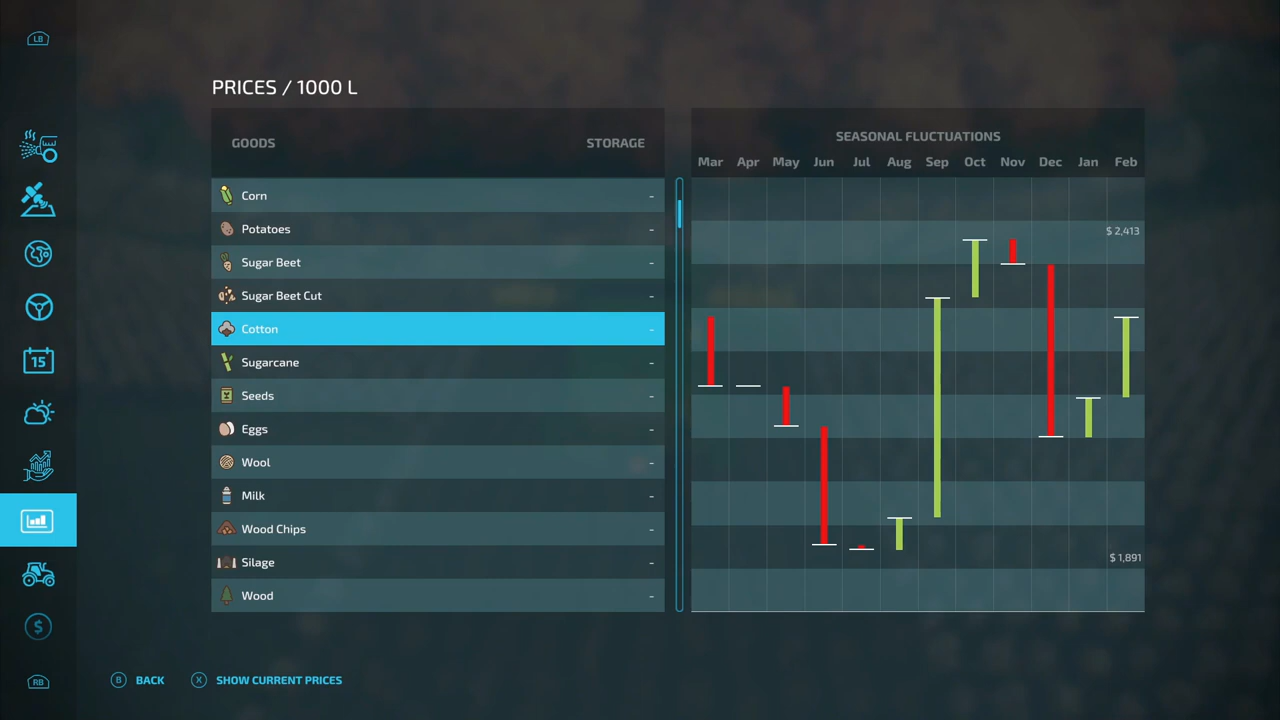 LB
PRICES / 1000 L
GOODS STORAGE
SEASONAL FLUCTUATIONS
Mar Apr May Jun Jul Aug Sep Oct Nov Dec Jan Feb
Corn -
Potatoes -
$ 2,413
Sugar Beet -
Sugar Beet Cut -
Cotton -
15
Sugarcane -
Seeds -
Eggs -
Wool -
Milk -
Wood Chips -
Silage -
$ 1,891
Wood -
$
RB
B BACK X SHOW CURRENT PRICES